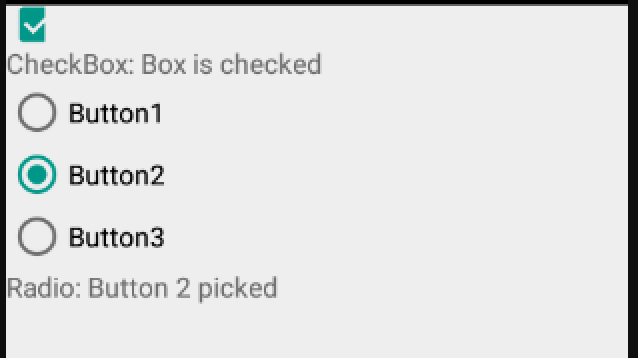 CheckBox: Box is checked
Button1
Button2
Button3
Radio: Button 2 picked